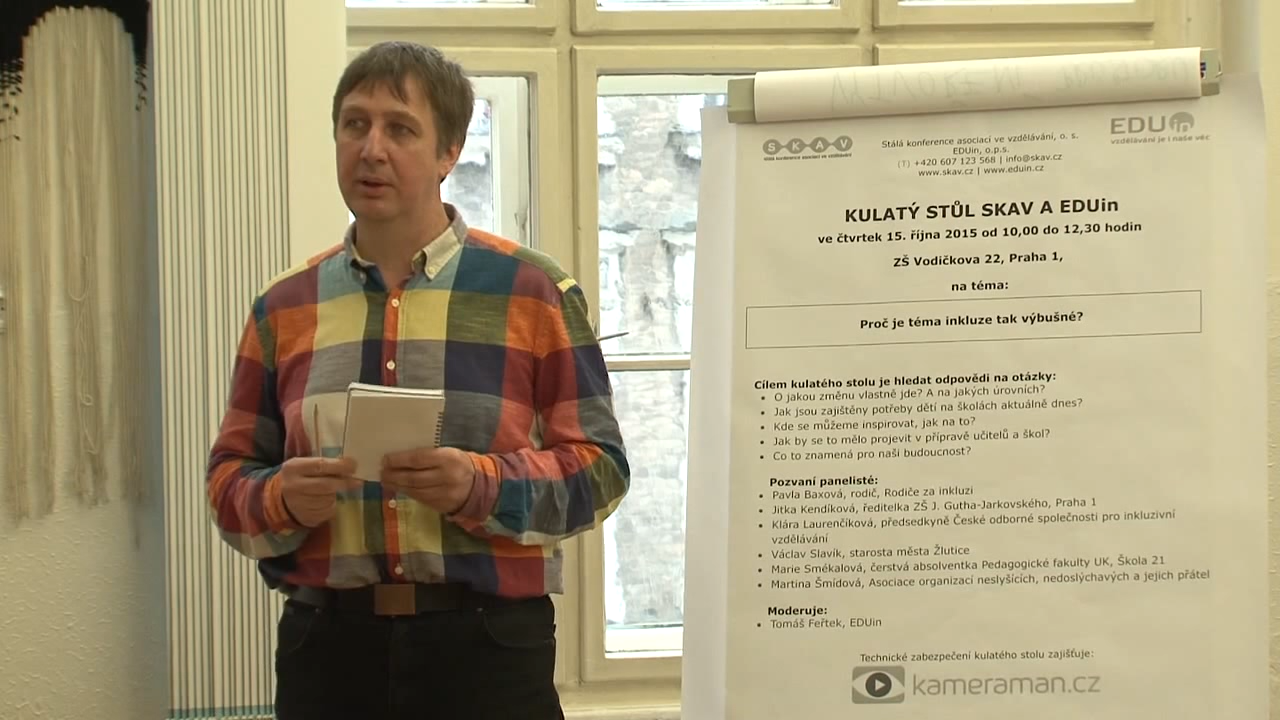 SKAV
stálá konference asociací ve vzdělávání
Stálá konference asociací ve vzdělávání, o. s.
EDUin, o.p.s.
(T) +420 607 123 568 | info@skav.cz
www.skav.cz | www.eduin.cz
EDUin
vzdělávání je i naše věc
KULATÝ STŮL SKAV A EDUin
ve čtvrtek 15. října 2015 od 10,00 do 12,30 hodin
ZŠ Vodičkova 22, Praha 1,
na téma:
Proč je téma inkluze tak výbušné?
Cílem kulatého stolu je hledat odpovědi na otázky:
• O jakou změnu vlastně jde? A na jakých úrovních?
• Jak jsou zajištěny potřeby dětí na školách aktuálně dnes?
• Kde se můžeme inspirovat, jak na to?
• Jak by se to mělo projevit v přípravě učitelů a škol?
• Co to znamená pro naši budoucnost?
Pozvaní panelisté:
• Pavla Baxová, rodič, Rodiče za inkluzi
• Jitka Kendíková, ředitelka ZŠ J. Gutha-Jarkovského, Praha 1
• Klára Laurenčíková, předsedkyně České odborné společnosti pro inkluzivní
vzdělávání
• Václav Slavík, starosta města Žlutice
• Marie Smékalová, čerstvá absolventka Pedagogické fakulty UK, Škola 21
• Martina Šmídová, Asociace organizací neslyšících, nedoslýchavých a jejich přátel
Moderuje:
• Tomáš Feřtek, EDUin
Technické zabezpečení kulatého stolu zajišťuje:
kameraman.cz